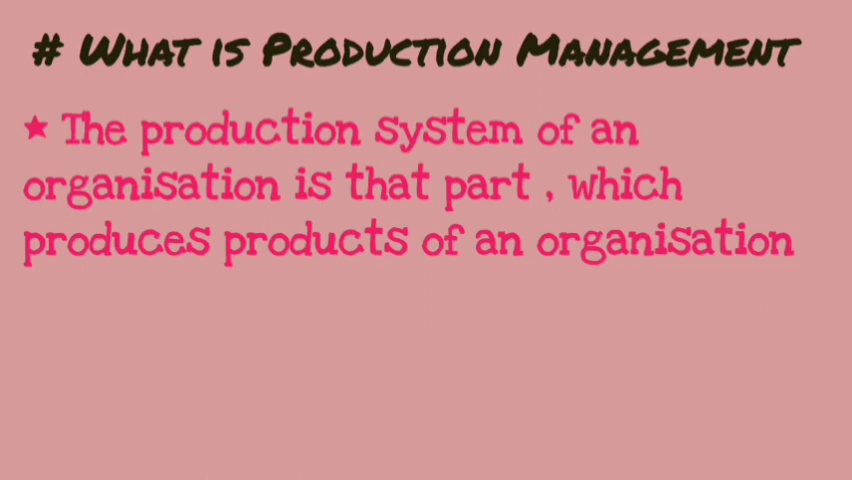 # What is Production Management
★ The production system of an
organisation is that part , which
produces products of an organisation